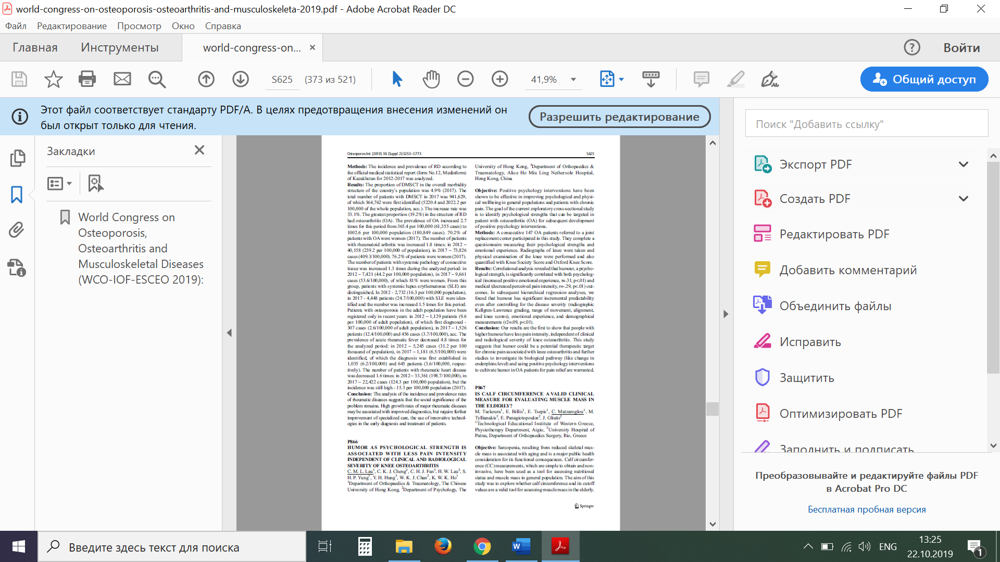 world-congress-on-osteoporosis-osteoarthritis-and-musculoskeleta-2019.pdf - Adobe Acrobat Reader DC
Файл Редактирование Просмотр Окно Справка
Главная Инструменты world-congress-on... Войти
S625 (373 из 521) 41,9% Общий доступ
Этот файл соответствует стандарту PDF/A. В целях предотвращения внесения изменений он
был открыт только для чтения.
Разрешить редактирование
Закладки
World Congress on
Osteoporosis,
Osteoarthritis and
Musculoskeletal Diseases
(WCO-IOF-ESCEO 2019):
Osteoporos Int (2019) 30 (Suppl 2):S253–S773 S625
Methods: The incidence and prevalence of RD according to
the official medical statistical report (form No.12, Medinform)
of Kazakhstan for 2012-2017 was analyzed.
Results: The proportion of DMSCT in the overall morbidity
structure of the country's population was 4.9% (2017). The
total number of patients with DMSCT in 2017 was 941,629,
of which 364,762 were first identified (5220.4 and 2022.2 per
100,000 of the whole population, acc.). The increase rate was
33.1%. The greatest proportion (19.2%) in the structure of RD
had osteoarthritis (OA). The prevalence of OA increased 2.7
times for this period from 365.4 per 100,000 (61,355 cases) to
1002.6 per 100,000 population (180,849 cases). 70.2% of
patients with OA were women (2017). The number of patients
with rheumatoid arthritis was increased 1.8 times: in 2012 –
40,158 (239.2 per 100,000 of population), in 2017 – 73,826
cases (409.3/100,000). 76.2% of patients were women (2017).
The number of patients with systemic pathology of connective
tissue was increased 1.3 times during the analyzed period: in
2012 – 7,421 (44.2 per 100,000 population), in 2017 – 9,661
cases (53.6/100,000), of which 81% were women. From this
group, patients with systemic lupus erythematosus (SLE) are
distinguished. In 2012 - 2,732 (16.3 per 100,000 population),
in 2017 - 4,448 patients (24.7/100,000) with SLE were iden-
tified and the number was increased 1.5 times for this period.
Patients with osteoporosis in the adult population have been
registered only in recent years: in 2012 – 1,129 patients (9.6
per 100,000 of adult population), of which first diagnosed -
307 cases (2.6/100,000 of adult population), in 2017 – 1,526
patients (12.4/100,000) and 456 cases (3.7/100,000), acc. The
prevalence of acute rheumatic fever decreased 4.8 times for
the analyzed period: in 2012 – 5,245 cases (31.2 per 100
thousand of population), in 2017 – 1,181 (6.5/100,000) were
identified, of which the diagnosis was first established in
1,035 (6.2/100,000) and 645 patients (3.6/100,000, respec-
tively). The number of patients with rheumatic heart disease
was decreased 1.6 times: in 2012– 33,361 (198.7/100,000), in
2017 – 22,422 cases (124.3 per 100,000 population), but the
incidence was still high - 15.3 per 100,000 population (2017).
Conclusion: The analysis of the incidence and prevalence rates
of rheumatic diseases suggests that the social significance of the
problem remains. High growth rates of major rheumatic diseases
may be associated with improved diagnostics, but require further
improvement of specialized care, the use of innovative technol-
ogies in the early diagnosis and treatment of patients.
P866
HUMOR AS PSYCHOLOGICAL STRENGTH IS
ASSOCIATED WITH LESS PAIN INTENSITY
INDEPENDENT OF CLINICAL AND RADIOLOGICAL
SEVERITY OF KNEE OSTEOARTHRITIS
C. M. L. Lau1, C. K. J. Cheng2, C. H. J. Fan3, H. W. Lau2, S.
H. P. Yung1, Y. H. Hung3, W. K. J. Chan2, K. W. K. Ho1
1Department of Orthopaedics & Traumatology, The Chinese
University of Hong Kong, 2Department of Psychology, The
University of Hong Kong, 3Department of Orthopaedics &
Traumatology, Alice Ho Miu Ling Nethersole Hospital,
Hong Kong, China
Objective: Positive psychology interventions have been
shown to be effective in improving psychological and physi-
cal wellbeing in general populations and patients with chronic
pain. The goal of the current exploratory cross-sectional study
is to identify psychological strengths that can be targeted in
patient with osteoarthritis (OA) for subsequent development
of positive psychology interventions.
Methods: A consecutive 147 OA patients referred to a joint
replacement center participated in this study. They complete a
questionnaire measuring their psychological strengths and
emotional experience. Radiographs of knee were taken and
physical examination of the knee were performed and also
quantified with Knee Society Score and Oxford Knee Score.
Results: Correlational analysis revealed that humour, a psycho-
logical strength, is significantly correlated with both psycholog-
ical (increased positive emotional experience, r=.31, p<.01) and
medical (decreased perceived pain intensity, r=-.29, p<.01) out-
comes. In subsequent hierarchical regression analyses, we
found that humour has significant incremental predictability
even after controlling for the disease severity (radiographic
Kellgren-Lawrence grading, range of movement, alignment,
and knee scores), emotional experience, and demographical
measurements (r2=.09, p<.01).
Conclusion: Our results are the first to show that people with
higher humour have less pain intensity, independent of clinical
and radiological severity of knee osteoarthritis. This study
suggests that humor could be a potential therapeutic target
for chronic pain associated with knee osteoarthritis and further
studies to investigate its biological pathway (like change in
endorphins level) and using positive psychology interventions
to cultivate humor in OA patients for pain relief are warranted.
P867
IS CALF CIRCUMFERENCE A VALID CLINICAL
MEASURE FOR EVALUATING MUSCLE MASS IN
THE ELDERLY?
M. Tsekoura1, E. Billis1, E. Tsepis1, C. Matzaroglou1, M.
Tyllianakis2, E. Panagiotopoulos2, J. Gliatis2
1Technological Educational Institute of Western Greece,
Physiotherapy Department, Aigio, 2University Hospital of
Patras, Department of Orthopaedics Surgery, Rio, Greece
Objective: Sarcopenia, resulting from reduced skeletal mus-
cle mass is associated with aging and is a major public health
consideration for its functional consequences. Calf circumfer-
ence (CC) measurements, which are simple to obtain and non-
invasive, have been used as a tool for assessing nutritional
status and muscle mass in general population. The aim of this
study was to explore whether calf circumference and its cutoff
values are a valid tool for assessing muscle mass in the elderly.
Springer
Поиск "Добавить ссылку"
Экспорт PDF
Создать PDF
Редактировать PDF
Добавить комментарий
Объединить файлы
Исправить
Защитить
Оптимизировать PDF
Заполнить и подписать
Преобразовывайте и редактируйте файлы PDF
в Acrobat Pro DC
Бесплатная пробная версия
Введите здесь текст для поиска
ENG
13:25
22.10.2019
1